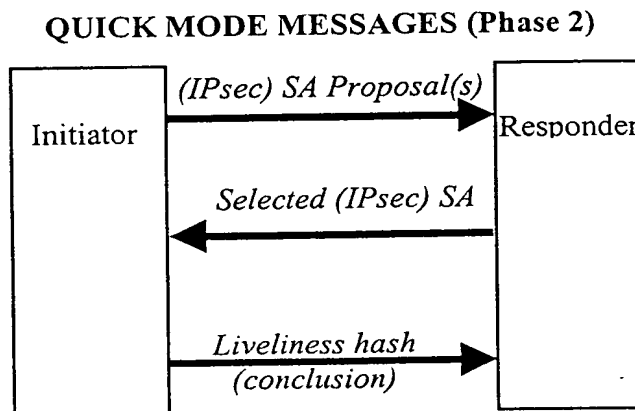 QUICK MODE MESSAGES (Phase 2)
(IPsec) SA Proposal(s)
Initiator
Responder
Selected (IPsec) SA
Liveliness hash
(conclusion)